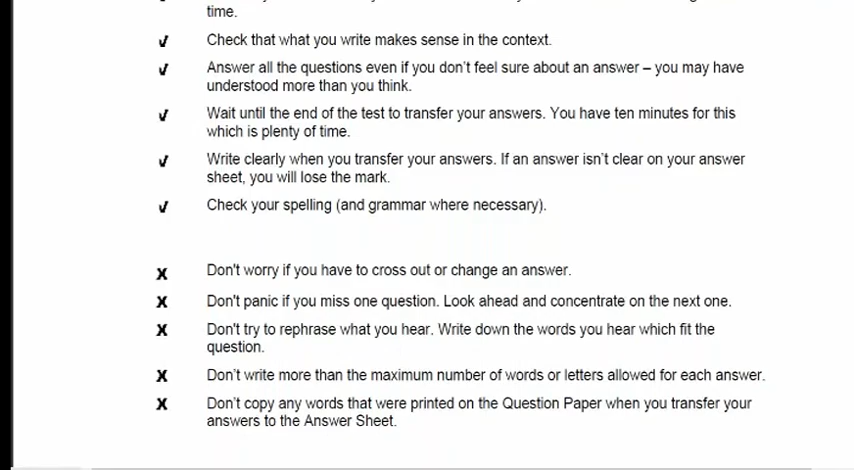 time.
✓ Check that what you write makes sense in the context.
✓ Answer all the questions even if you don't feel sure about an answer – you may have
understood more than you think.
✓ Wait until the end of the test to transfer your answers. You have ten minutes for this
which is plenty of time.
✓ Write clearly when you transfer your answers. If an answer isn't clear on your answer
sheet, you will lose the mark.
✓ Check your spelling (and grammar where necessary).
X Don't worry if you have to cross out or change an answer.
X Don't panic if you miss one question. Look ahead and concentrate on the next one.
X Don't try to rephrase what you hear. Write down the words you hear which fit the
question.
X Don't write more than the maximum number of words or letters allowed for each answer.
X Don't copy any words that were printed on the Question Paper when you transfer your
answers to the Answer Sheet.